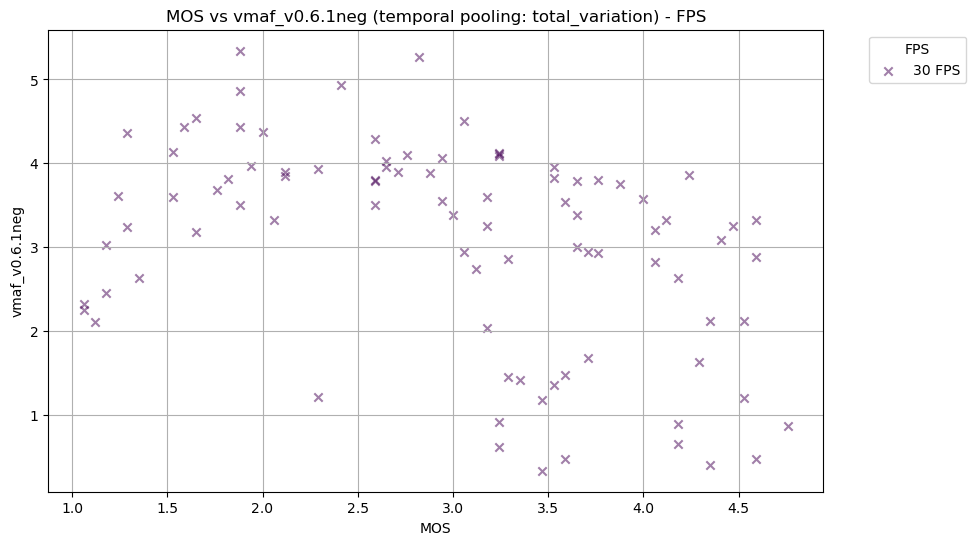 MOS vs vmaf_v0.6.1neg (temporal pooling: total_variation) - FPS
FPS
30 FPS
vmaf_v0.6.1neg
5
4
3
2
1
1.0 1.5 2.0 2.5 3.0 3.5 4.0 4.5
MOS